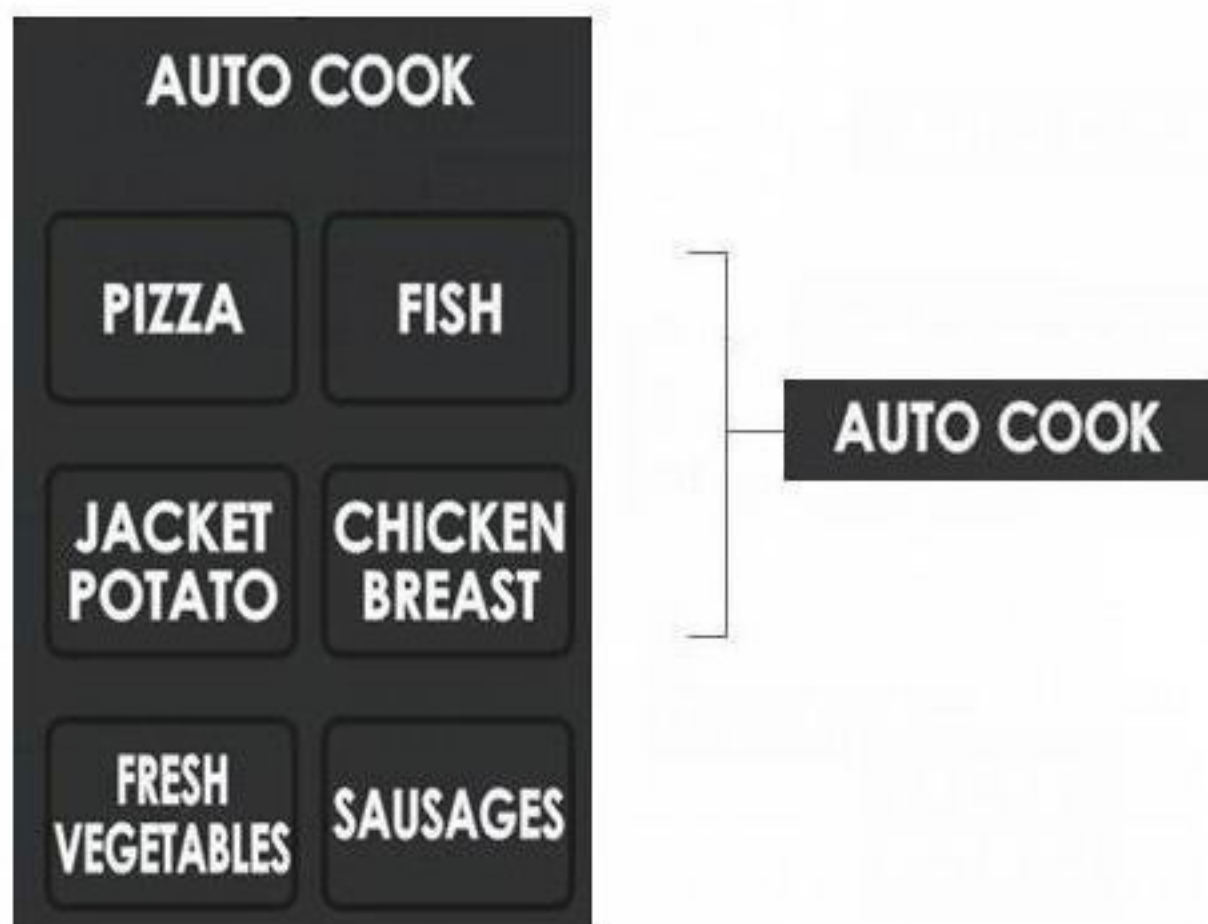 AUTO COOK
PIZZA
FISH
JACKET
POTATO
CHICKEN
BREAST
FRESH
VEGETABLES
SAUSAGES
AUTO COOK